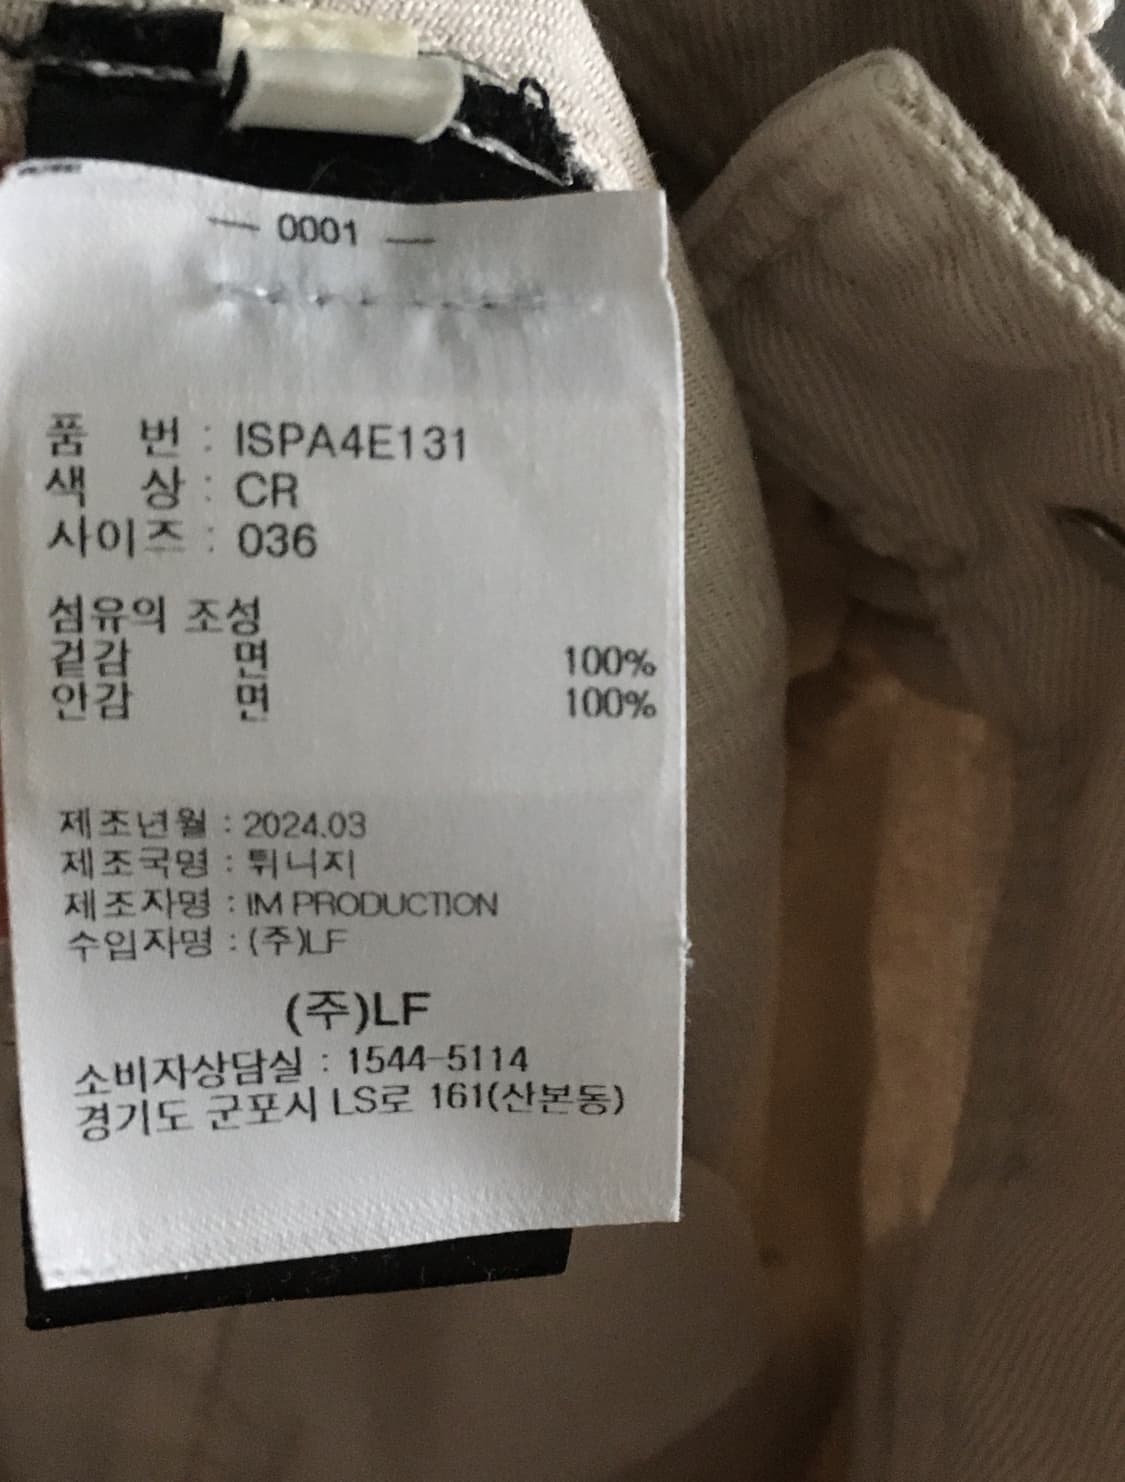 — 0001 —
품 번 : ISPA4E131
색 상 : CR
사이즈 : 036
섬유의 조성
겉감 면 100%
안감 면 100%
제조년월 : 2024.03
제조국명 : 튀니지
제조자명 : IM PRODUCTION
수입자명 : (주)LF
(주)LF
소비자상담실 : 1544-5114
경기도 군포시 LS로 161(산본동)